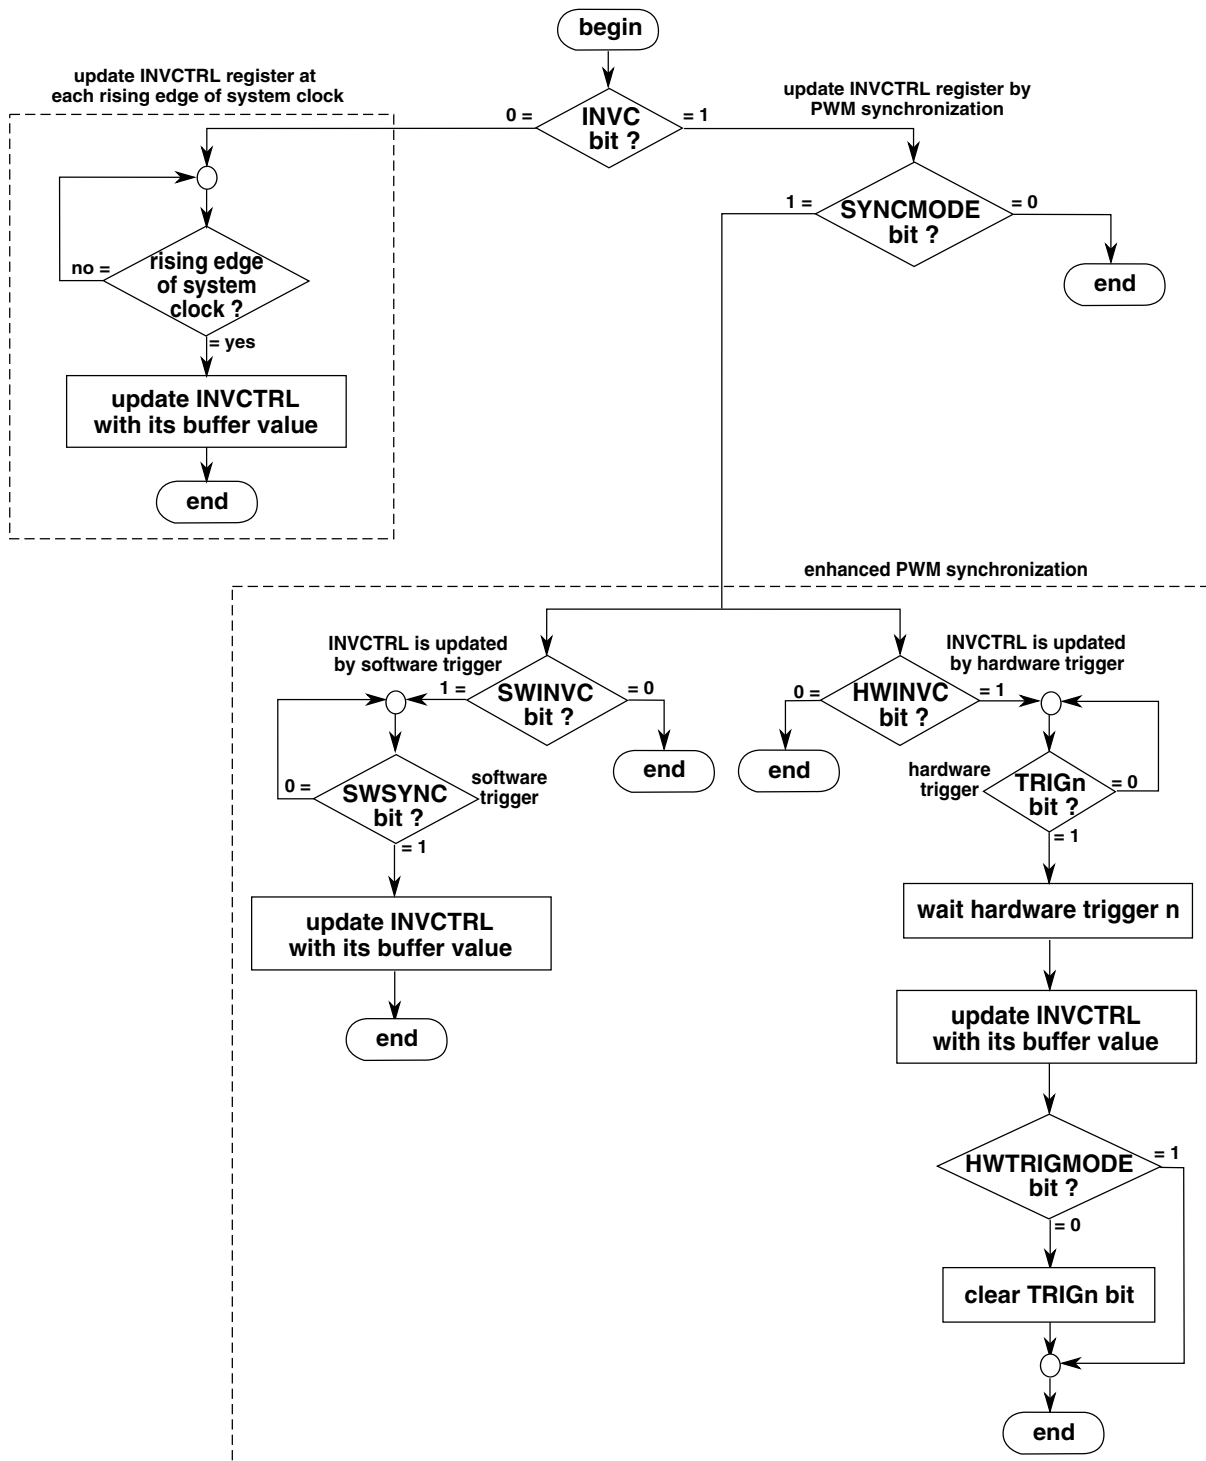 begin
update INVCTRL register at
each rising edge of system clock
update INVCTRL register by
PWM synchronization
0 =
INVC
bit ?
= 1
1 =
SYNCMODE
bit ?
= 0
end
no =
rising edge
of system
clock ?
= yes
update INVCTRL
with its buffer value
end
enhanced PWM synchronization
INVCTRL is updated
by software trigger
INVCTRL is updated
by hardware trigger
1 =
SWINVC
bit ?
= 0
end
0 =
HWINVC
bit ?
= 1
end
0 =
SWSYNC
bit ?
software
trigger
= 1
hardware
trigger
TRIGn
bit ?
= 0
= 1
update INVCTRL
with its buffer value
end
wait hardware trigger n
update INVCTRL
with its buffer value
HWTRIGMODE
bit ?
= 1
= 0
clear TRIGn bit
end